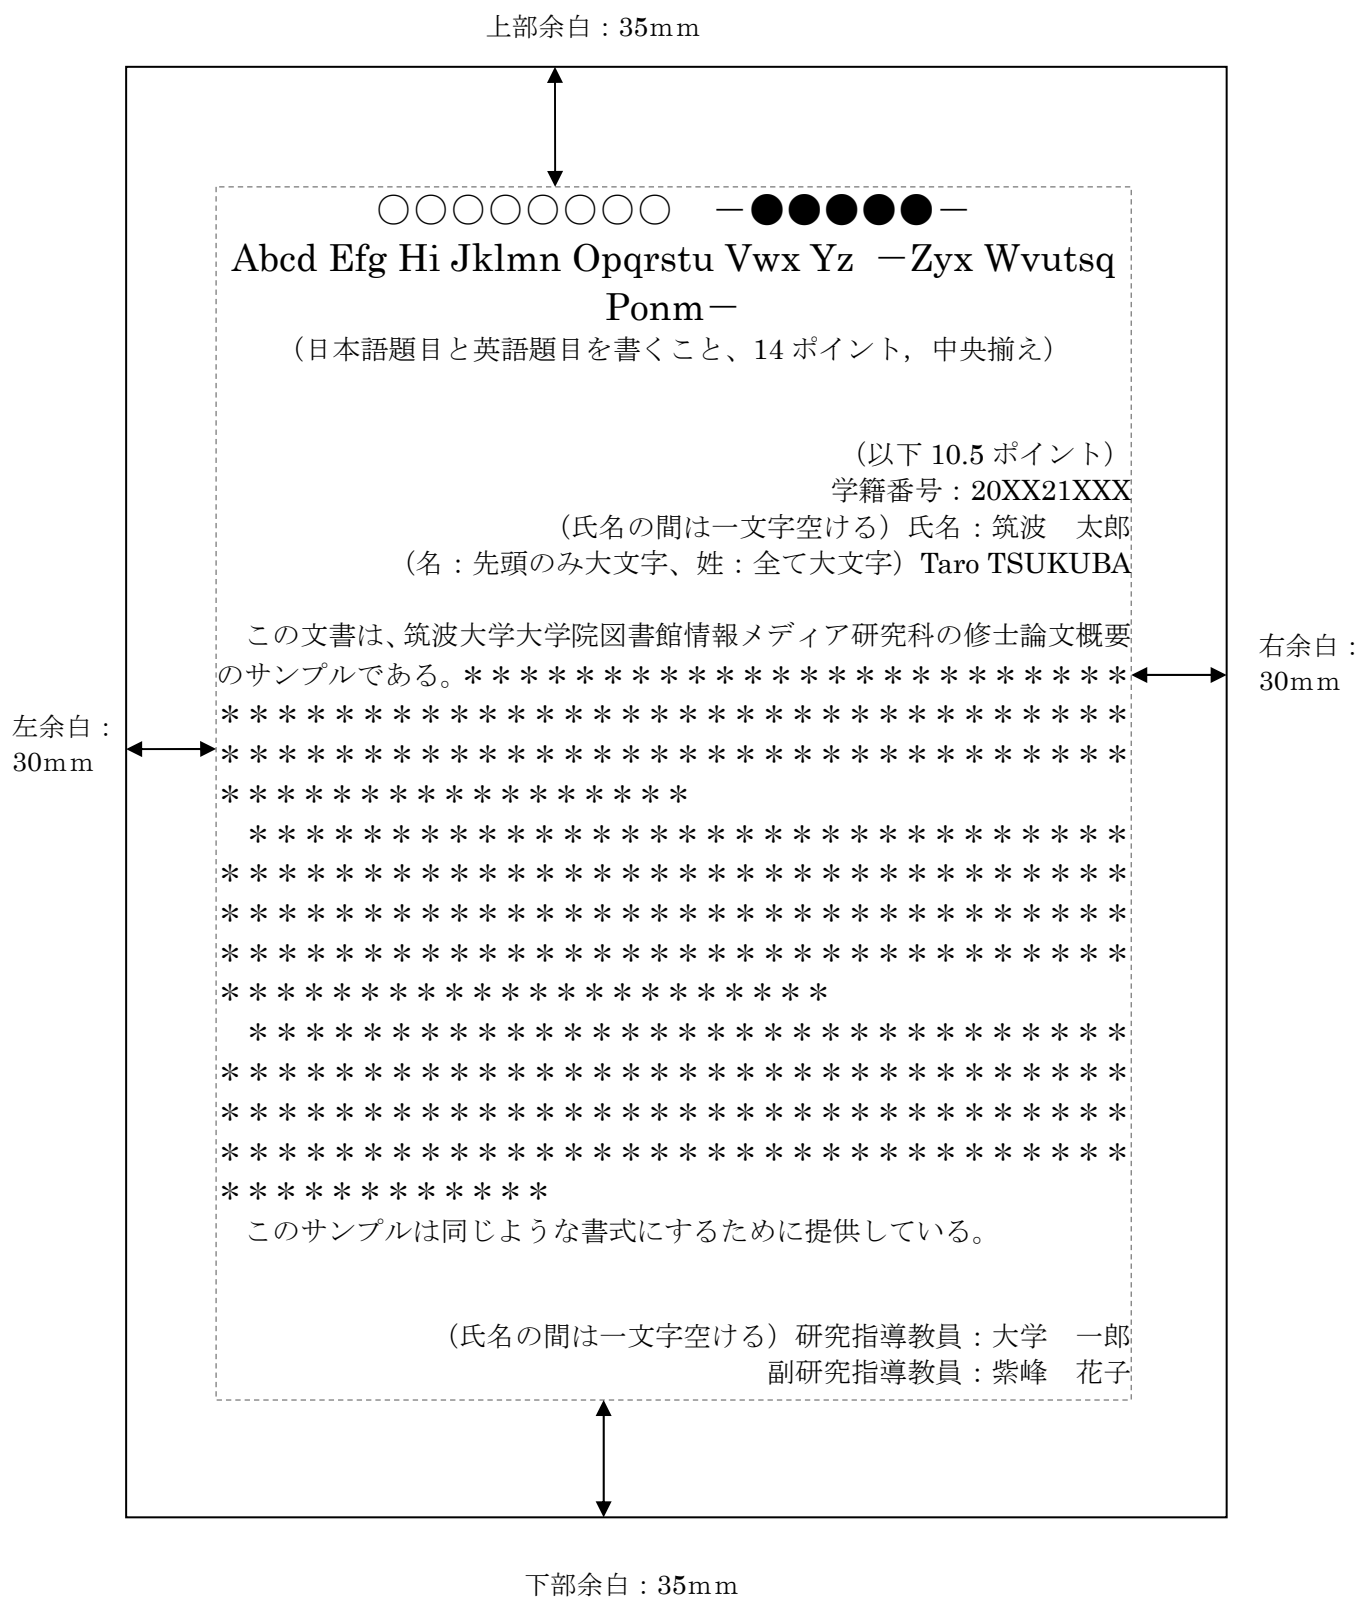 上部余白：35ｍｍ
○○○○○○○○　－●●●●●－
Abcd Efg Hi Jklmn Opqrstu Vwx Yz －Zyx Wvutsq
Ponm－
（日本語題目と英語題目を書くこと、14 ポイント，中央揃え）
（以下 10.5 ポイント）
学籍番号：20XX21XXX
（氏名の間は一文字空ける）氏名：筑波　太郎
（名：先頭のみ大文字、姓：全て大文字）Taro TSUKUBA
　この文書は、筑波大学大学院図書館情報メディア研究科の修士論文概要
のサンプルである。＊＊＊＊＊＊＊＊＊＊＊＊＊＊＊＊＊＊＊＊＊＊＊＊
右余白：
30ｍｍ
＊＊＊＊＊＊＊＊＊＊＊＊＊＊＊＊＊＊＊＊＊＊＊＊＊＊＊＊＊＊＊＊
左余白：
30ｍｍ
＊＊＊＊＊＊＊＊＊＊＊＊＊＊＊＊＊＊＊＊＊＊＊＊＊＊＊＊＊＊＊＊
＊＊＊＊＊＊＊＊＊＊＊＊＊＊＊＊＊
　＊＊＊＊＊＊＊＊＊＊＊＊＊＊＊＊＊＊＊＊＊＊＊＊＊＊＊＊＊＊＊
＊＊＊＊＊＊＊＊＊＊＊＊＊＊＊＊＊＊＊＊＊＊＊＊＊＊＊＊＊＊＊＊
＊＊＊＊＊＊＊＊＊＊＊＊＊＊＊＊＊＊＊＊＊＊＊＊＊＊＊＊＊＊＊＊
＊＊＊＊＊＊＊＊＊＊＊＊＊＊＊＊＊＊＊＊＊＊＊＊＊＊＊＊＊＊＊＊
＊＊＊＊＊＊＊＊＊＊＊＊＊＊＊＊＊＊＊＊＊＊
　＊＊＊＊＊＊＊＊＊＊＊＊＊＊＊＊＊＊＊＊＊＊＊＊＊＊＊＊＊＊＊
＊＊＊＊＊＊＊＊＊＊＊＊＊＊＊＊＊＊＊＊＊＊＊＊＊＊＊＊＊＊＊＊
＊＊＊＊＊＊＊＊＊＊＊＊＊＊＊＊＊＊＊＊＊＊＊＊＊＊＊＊＊＊＊＊
＊＊＊＊＊＊＊＊＊＊＊＊＊＊＊＊＊＊＊＊＊＊＊＊＊＊＊＊＊＊＊＊
＊＊＊＊＊＊＊＊＊＊＊＊
　このサンプルは同じような書式にするために提供している。
（氏名の間は一文字空ける）研究指導教員：大学　一郎
副研究指導教員：紫峰　花子
下部余白：35ｍｍ